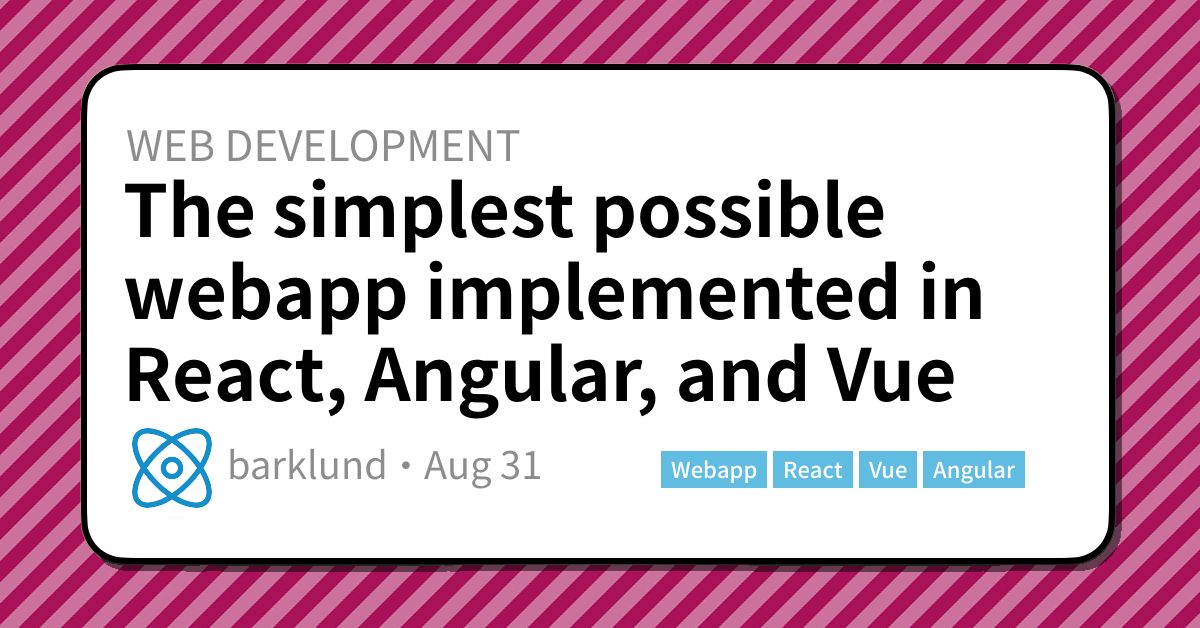 WEB DEVELOPMENT
The simplest possible
webapp implemented in
React, Angular, and Vue
barklund • Aug 31
Webapp React Vue Angular